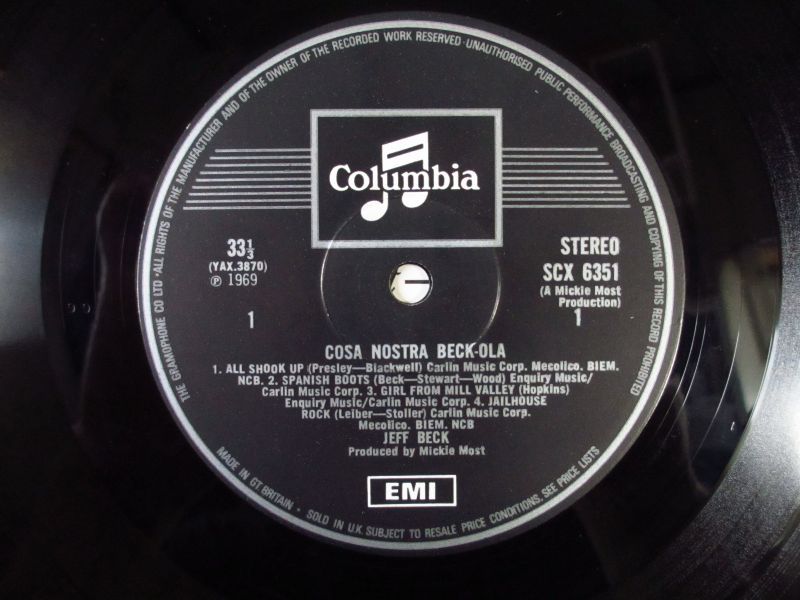 THE GRAMOPHONE CO LTD · ALL RIGHTS OF THE MANUFACTURER AND OF THE OWNER OF THE RECORDED WORK RESERVED · UNAUTHORISED PUBLIC PERFORMANCE BROADCASTING AND COPYING OF THIS RECORD PROHIBITED
Columbia
33⅓
(YAX.3870)
℗ 1969
1
STEREO
SCX 6351
(A Mickie Most
Production)
1
COSA NOSTRA BECK-OLA
1. ALL SHOOK UP (Presley—Blackwell) Carlin Music Corp. Mecolico. BIEM.
NCB. 2. SPANISH BOOTS (Beck—Stewart—Wood) Enquiry Music/
Carlin Music Corp. 3. GIRL FROM MILL VALLEY (Hopkins)
Enquiry Music/Carlin Music Corp. 4. JAILHOUSE
ROCK (Leiber—Stoller) Carlin Music Corp.
Mecolico. BIEM. NCB
JEFF BECK
Produced by Mickie Most
EMI
MADE IN GT. BRITAIN · SOLD IN U.K. SUBJECT TO RESALE PRICE CONDITIONS, SEE PRICE LISTS